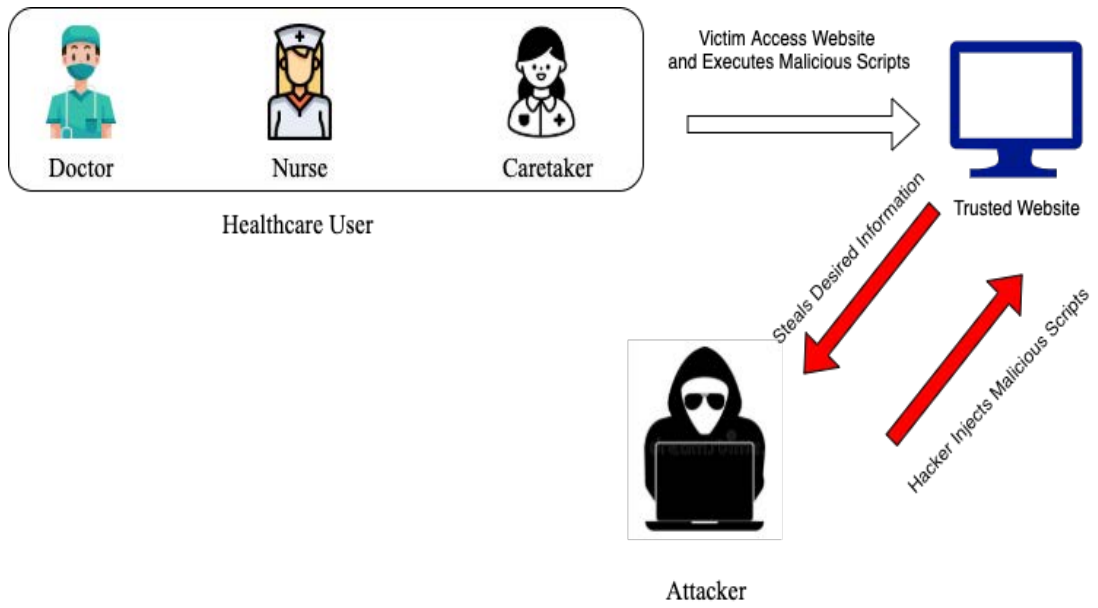 Victim Access Website
and Executes Malicious Scripts
Doctor
Nurse
Caretaker
Trusted Website
Healthcare User
Steals Desired Information
Hacker Injects Malicious Scripts
Attacker